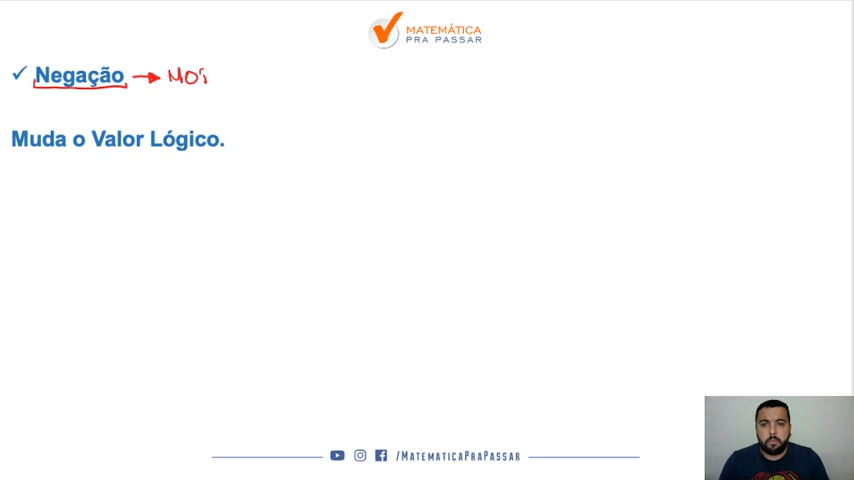 MATEMÁTICA
PRA PASSAR
✓ Negação →
Muda o Valor Lógico.
/MATEMATICAPRAPASSAR